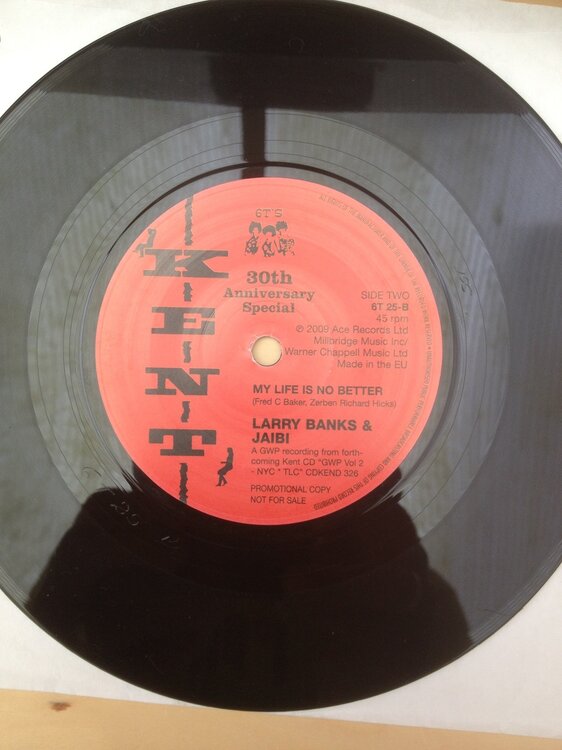 6T'S
KENT
30th
Anniversary
Special
SIDE TWO
6T 25-B
45 rpm
℗ 2009 Ace Records Ltd
Millbridge Music Inc/
Warner Chappell Music Ltd
Made in the EU
MY LIFE IS NO BETTER
(Fred C Baker, Zerben Richard Hicks)
LARRY BANKS &
JAIBI
A GWP recording from forth-
coming Kent CD "GWP Vol 2
- NYC " TLC" CDKEND 326
PROMOTIONAL COPY
NOT FOR SALE